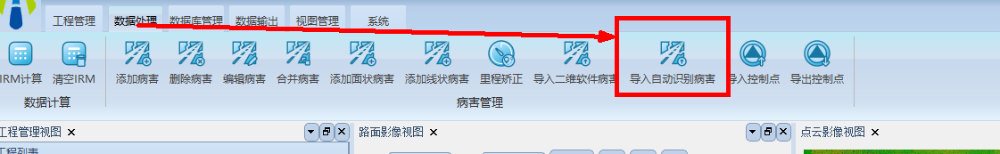 工程管理 数据处理 数据库管理 数据输出 视图管理 系统
IRM计算 清空IRM 添加病害 删除病害 编辑病害 合并病害 添加面状病害 添加线状病害 里程矫正 导入二维软件病害 导入自动识别病害 导入控制点 导出控制点
数据计算 病害管理
工程管理视图 路面影像视图 点云影像视图
工程列表